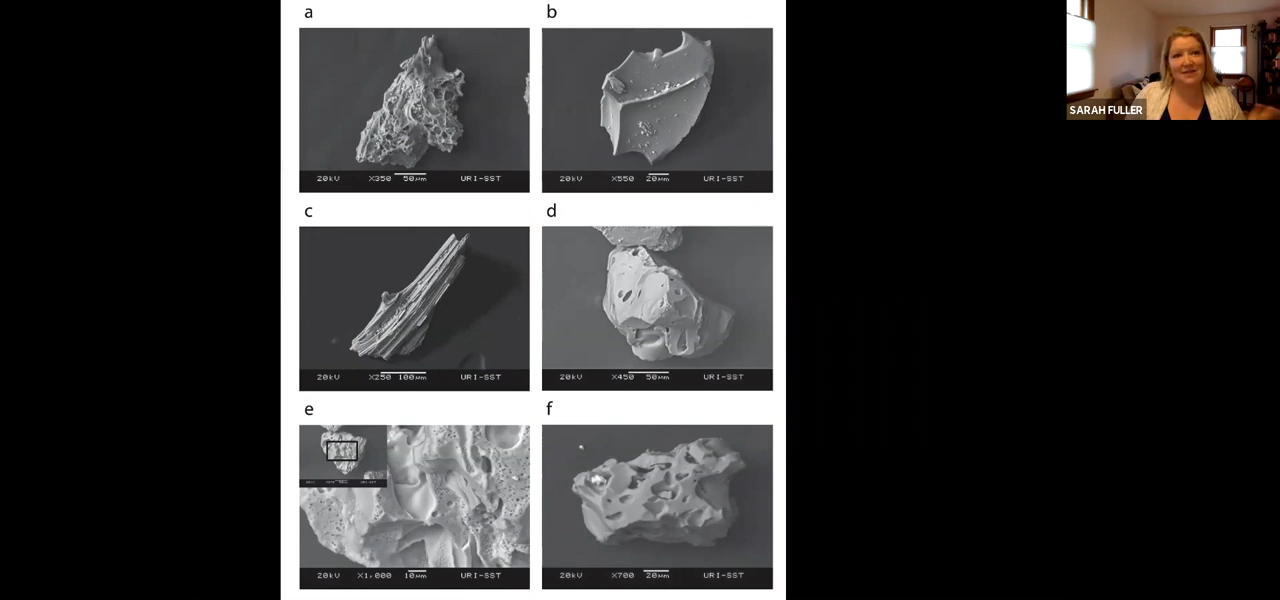 a
b
20kV X350 50µm URI-SST
20kV X550 20µm URI-SST
SARAH FULLER
c
d
20kV X250 100µm URI-SST
20kV X450 50µm URI-SST
e
f
20kV X1,000 10µm URI-SST
20kV X700 20µm URI-SST